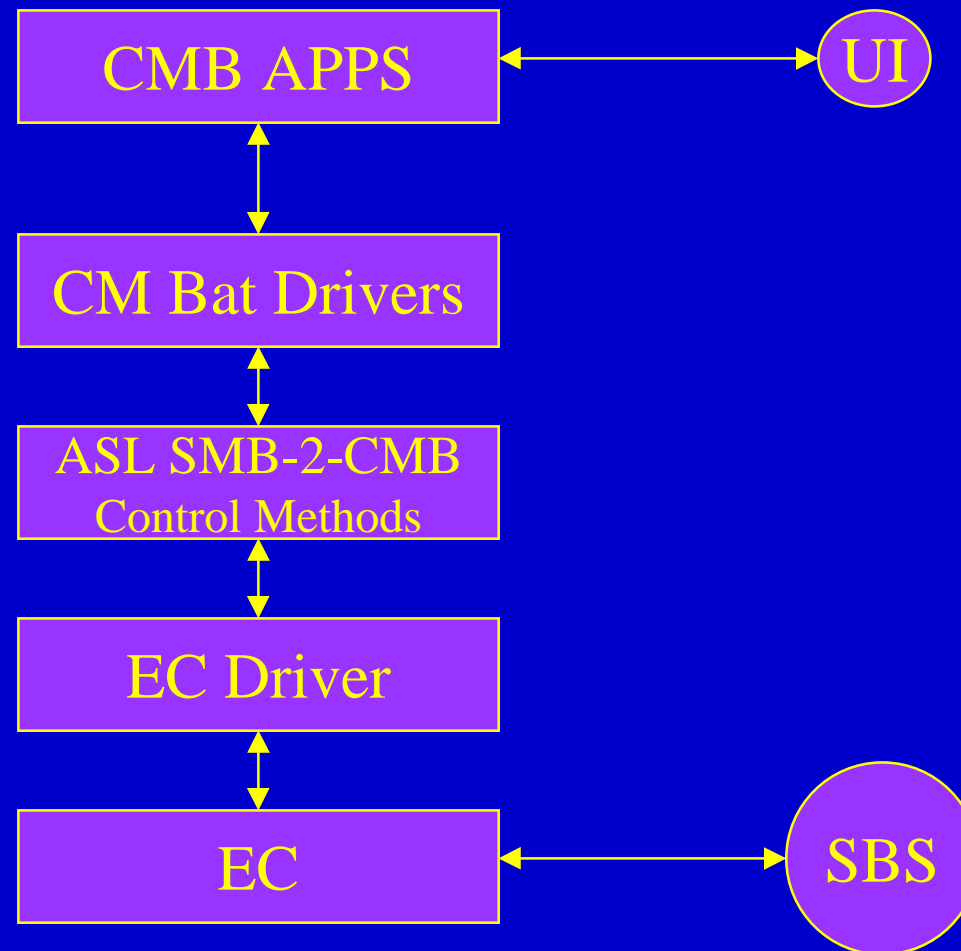 CMB APPS
UI
CM Bat Drivers
ASL SMB-2-CMB
Control Methods
EC Driver
EC
SBS